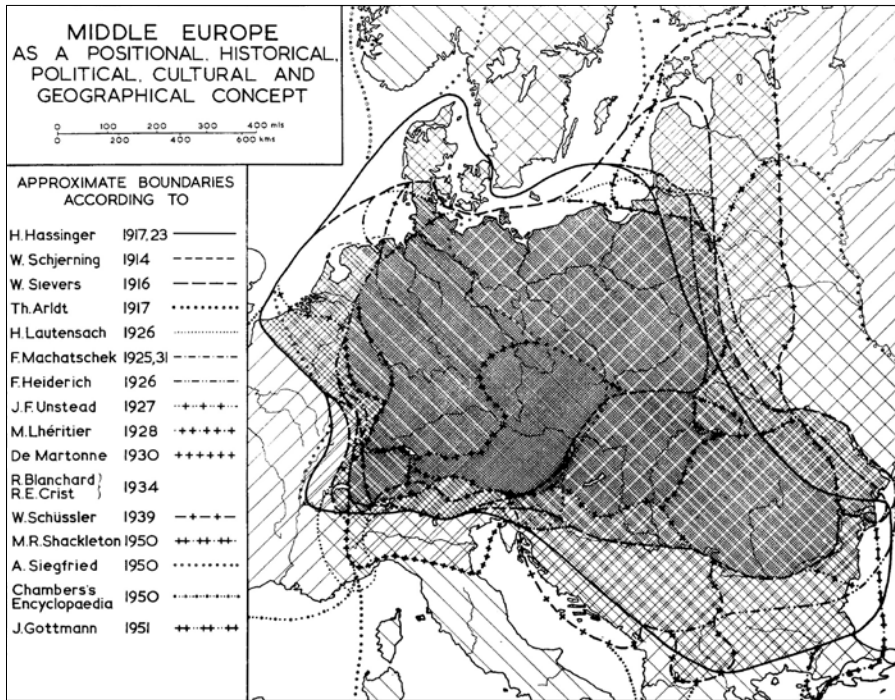 MIDDLE EUROPE
AS A POSITIONAL, HISTORICAL,
POLITICAL, CULTURAL AND
GEOGRAPHICAL CONCEPT
0 100 200 300 400 mls
0 200 400 600 kms
APPROXIMATE BOUNDARIES
ACCORDING TO
H.Hassinger 1917,23
W. Schjerning 1914
W. Sievers 1916
Th.Arldt 1917
H.Lautensach 1926
F.Machatschek 1925,31
F.Heiderich 1926
J.F.Unstead 1927
M.Lhéritier 1928
De Martonne 1930
R.Blanchard)
R.E.Crist ) 1934
W.Schüssler 1939
M.R.Shackleton 1950
A. Siegfried 1950
Chambers's
Encyclopaedia 1950
J.Gottmann 1951